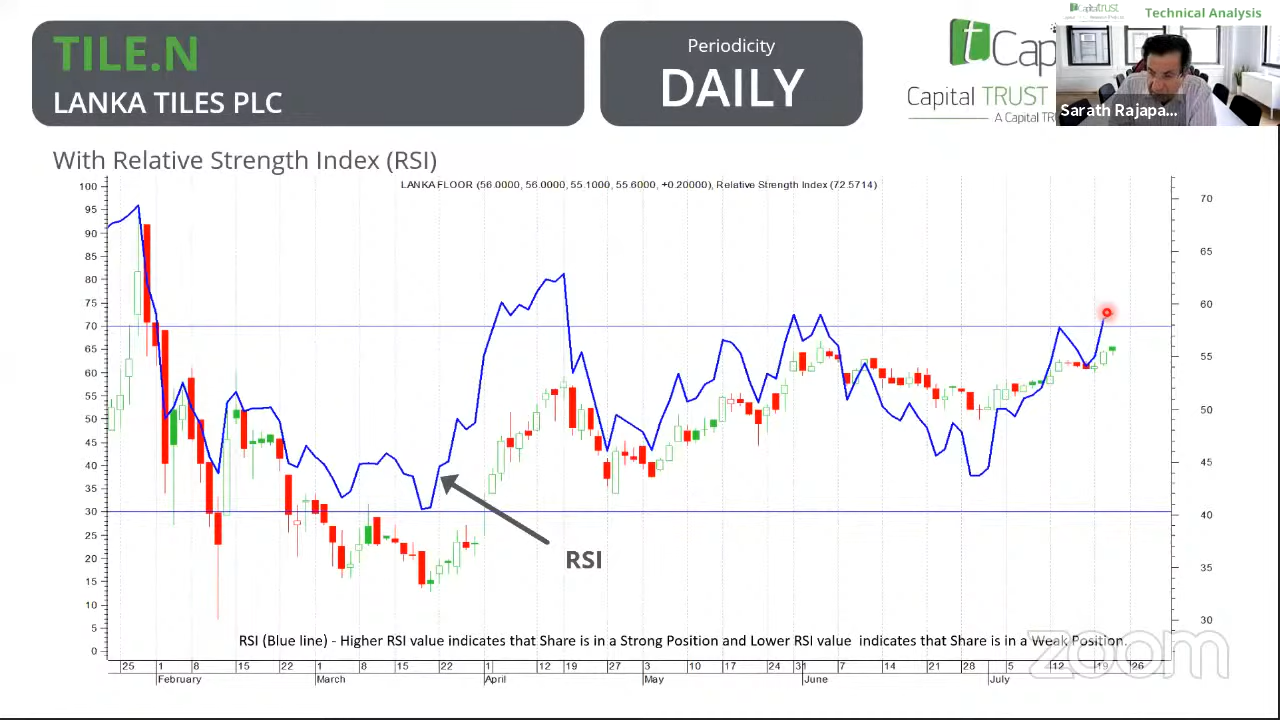 TILE.N
LANKA TILES PLC
Periodicity
DAILY
Cap
Capital TRUST
A Capital TR
Technical Analysis
Sarath Rajapa...
With Relative Strength Index (RSI)
LANKA FLOOR (56.0000, 56.0000, 55.1000, 55.6000, +0.20000), Relative Strength Index (72.5714)
100
95
90
85
80
75
70
65
60
55
50
45
40
35
30
25
20
15
10
5
0
70
65
60
55
50
45
40
35
30
RSI
RSI (Blue line) - Higher RSI value indicates that Share is in a Strong Position and Lower RSI value indicates that Share is in a Weak Position.
zoom
25 1 8 15 22 1 8 15 22 1 12 19 27 3 10 17 24 31 7 14 21 28 5 12 19 26
February March April May June July